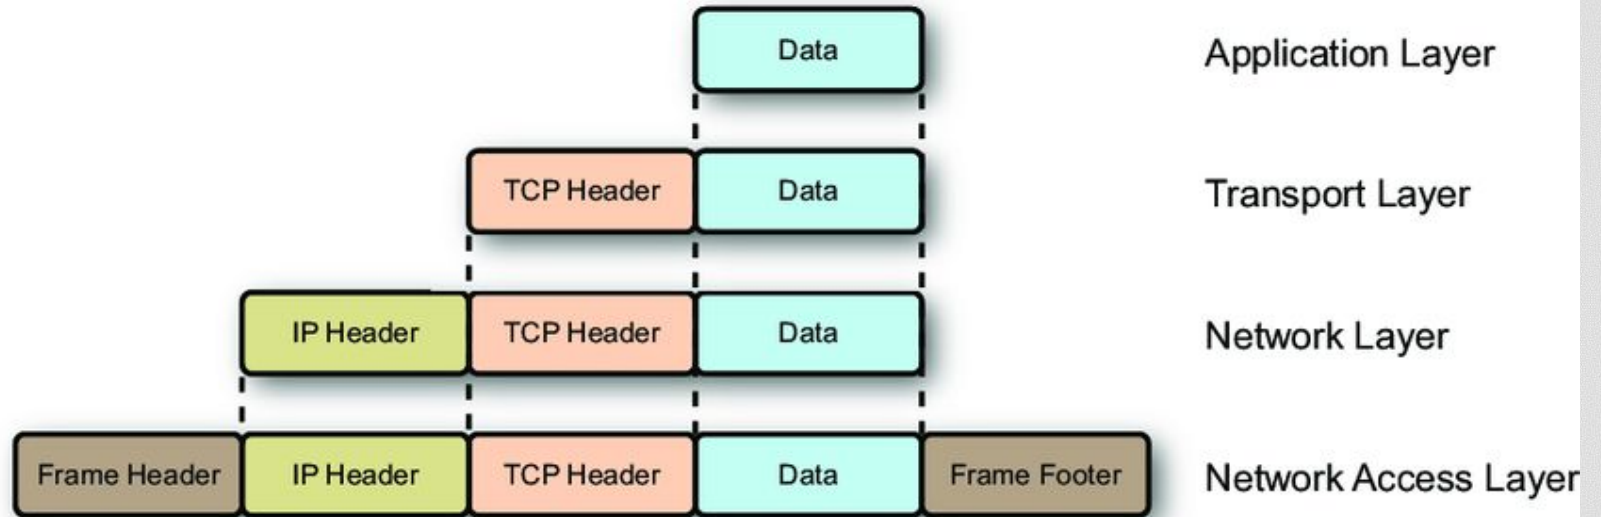 Data Application Layer
TCP Header Data Transport Layer
IP Header TCP Header Data Network Layer
Frame Header IP Header TCP Header Data Frame Footer Network Access Layer